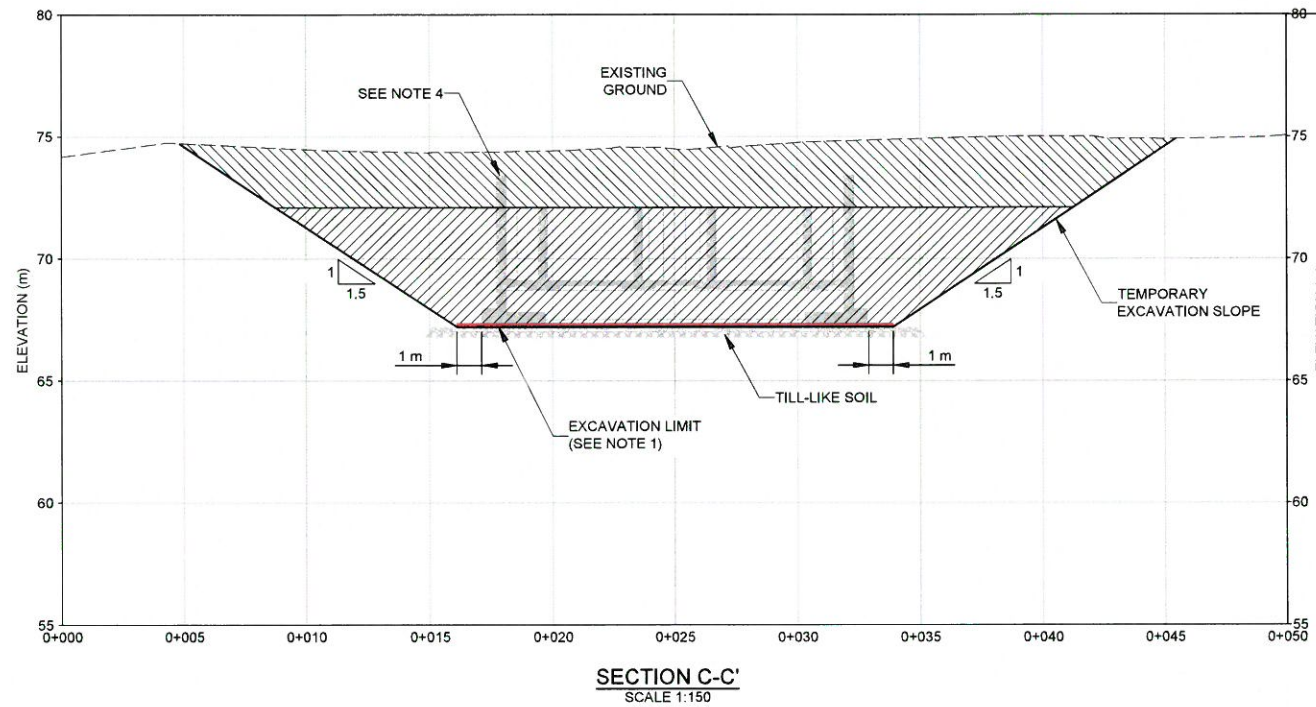 80
80
EXISTING
GROUND
SEE NOTE 4
75
75
70
70
1
1.5
1
1.5
ELEVATION (m)
TEMPORARY
EXCAVATION SLOPE
1 m
1 m
65
65
TILL-LIKE SOIL
EXCAVATION LIMIT
(SEE NOTE 1)
60
60
55
55
0+000 0+005 0+010 0+015 0+020 0+025 0+030 0+035 0+040 0+045 0+050
SECTION C-C'
SCALE 1:150